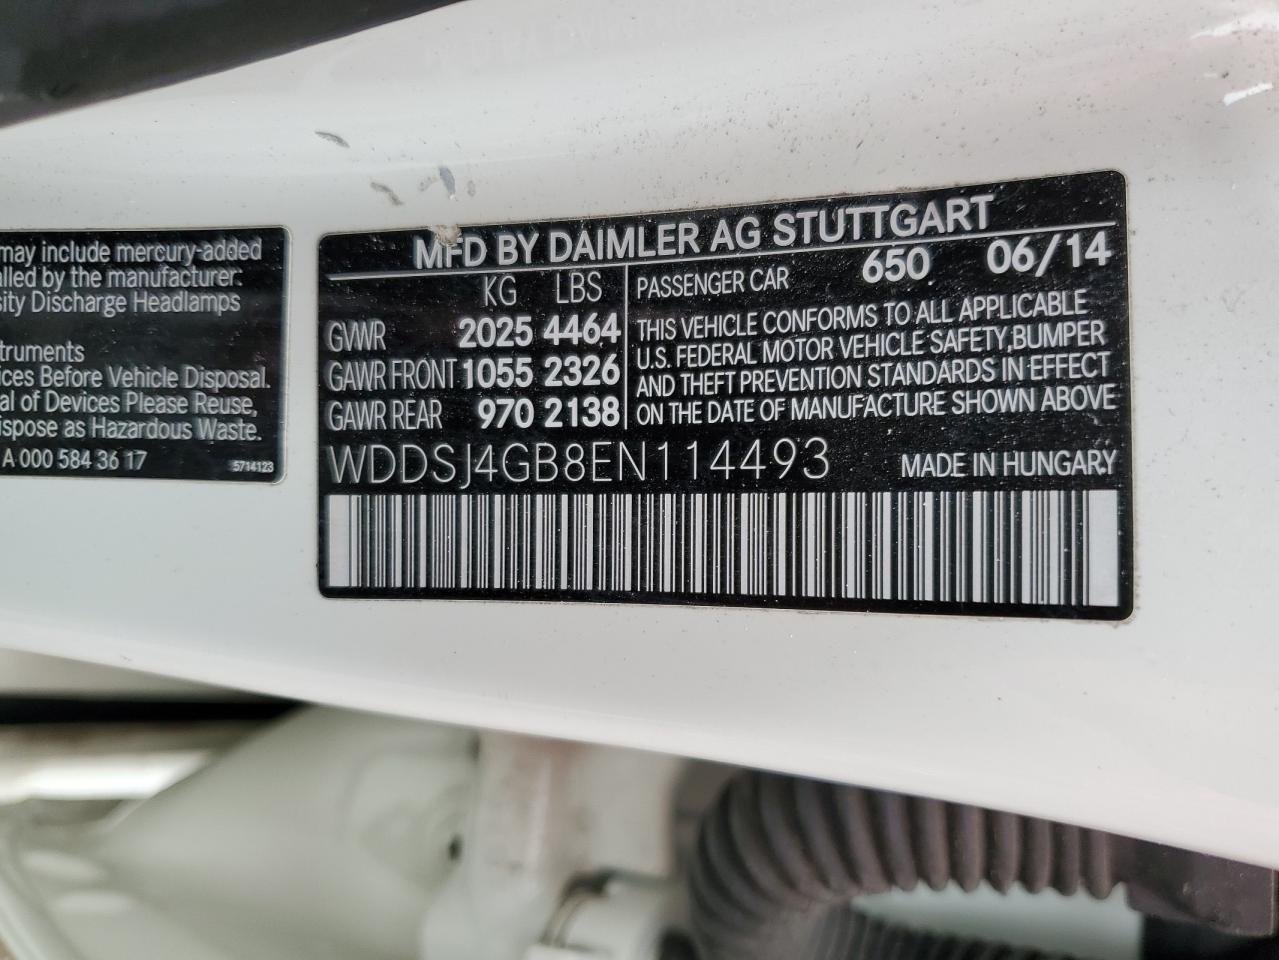 may include mercury-added
alled by the manufacturer:
sity Discharge Headlamps
truments
ices Before Vehicle Disposal.
al of Devices Please Reuse,
ispose as Hazardous Waste.
A 000 584 36 17
5714123
MFD BY DAIMLER AG STUTTGART
KG LBS
GVWR 2025 4464
GAWR FRONT 1055 2326
GAWR REAR 970 2138
PASSENGER CAR 650 06/14
THIS VEHICLE CONFORMS TO ALL APPLICABLE
U.S. FEDERAL MOTOR VEHICLE SAFETY,BUMPER
AND THEFT PREVENTION STANDARDS IN EFFECT
ON THE DATE OF MANUFACTURE SHOWN ABOVE
WDDSJ4GB8EN114493 MADE IN HUNGARY